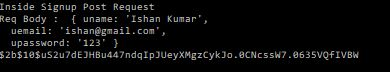 Inside Signup Post Request
Req Body :  { uname: 'Ishan Kumar',
  uemail: 'ishan@gmail.com',
  upassword: '123' }
$2b$10$uS2u7dEJHBu447ndqIpJUeyXMgzCykJo.0CNcssW7.0635VQfIVBW